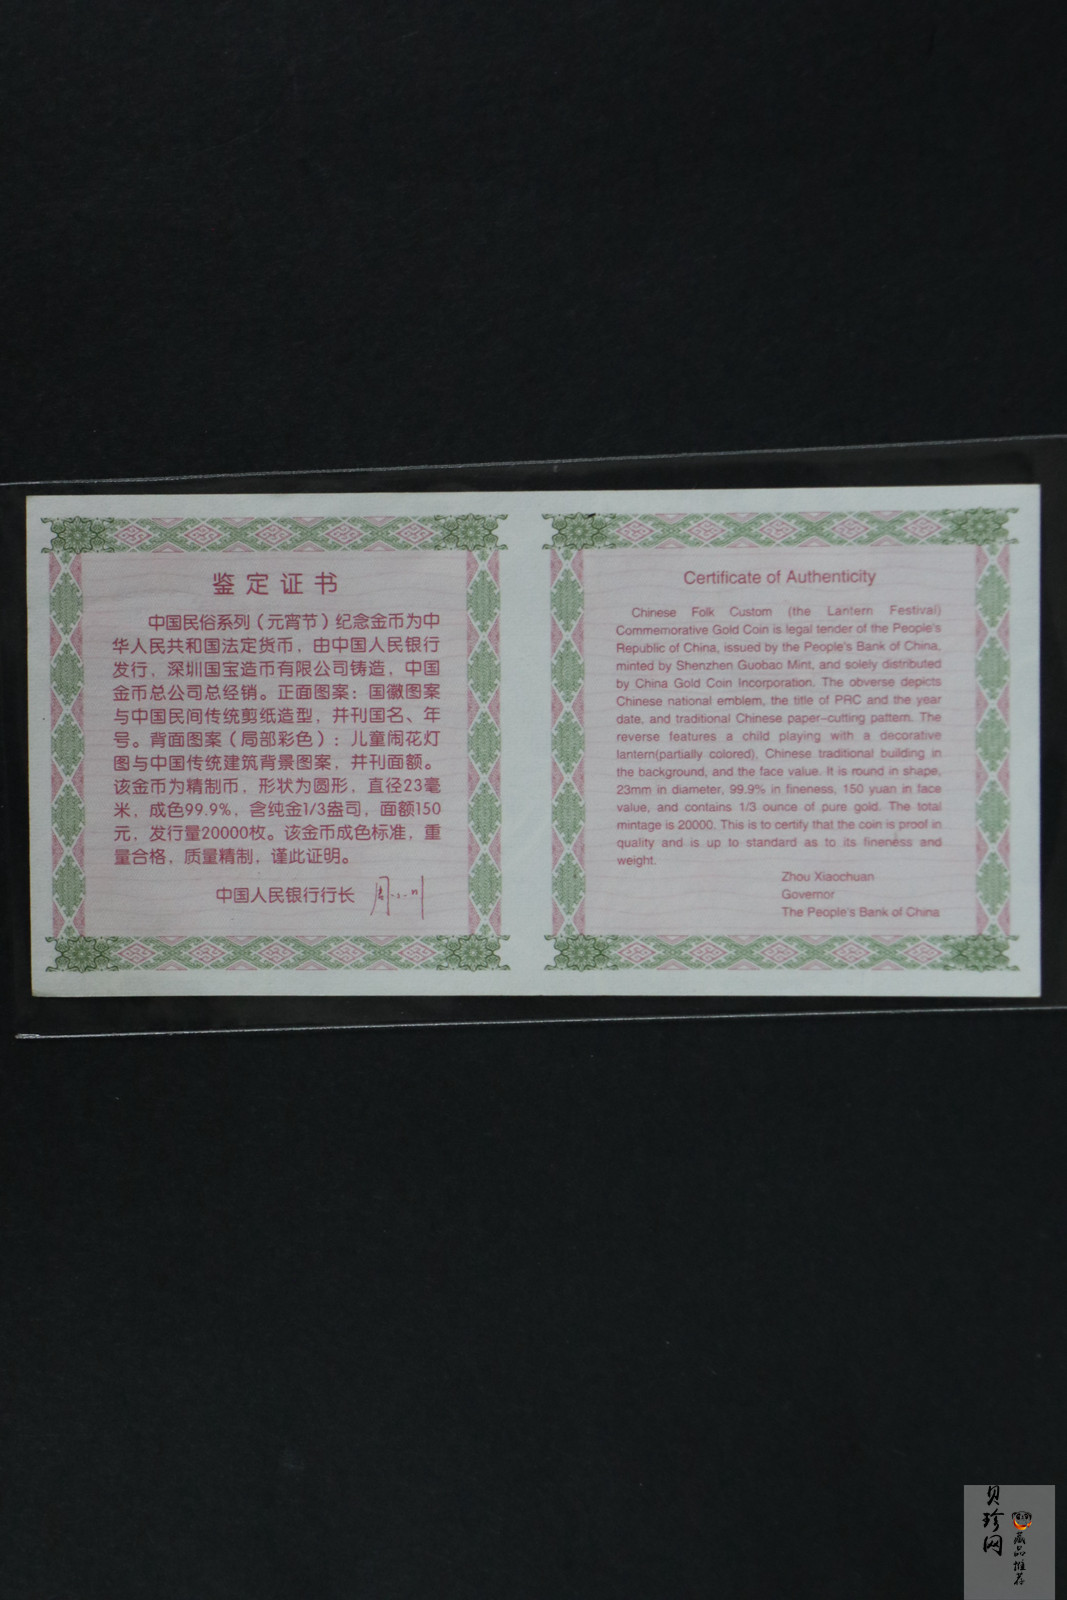 鉴定证书
中国民俗系列（元宵节）纪念金币为中
华人民共和国法定货币，由中国人民银行
发行，深圳国宝造币有限公司铸造，中国
金币总公司总经销。正面图案：国徽图案
与中国民间传统剪纸造型，并刊国名、年
号。背面图案（局部彩色）：儿童闹花灯
图与中国传统建筑背景图案，并刊面额。
该金币为精制币，形状为圆形，直径23毫
米，成色99.9%，含纯金1/3盎司，面额150
元，发行量20000枚。该金币成色标准，重
量合格，质量精制，谨此证明。
中国人民银行行长
Certificate of Authenticity
Chinese Folk Custom (the Lantern Festival)
Commemorative Gold Coin is legal tender of the People's
Republic of China, issued by the People's Bank of China,
minted by Shenzhen Guobao Mint, and solely distributed
by China Gold Coin Incorporation. The obverse depicts
Chinese national emblem, the title of PRC and the year
date, and traditional Chinese paper-cutting pattern. The
reverse features a child playing with a decorative
lantern(partially colored), Chinese traditional building in
the background, and the face value. It is round in shape,
23mm in diameter, 99.9% in fineness, 150 yuan in face
value, and contains 1/3 ounce of pure gold. The total
mintage is 20000. This is to certify that the coin is proof in
quality and is up to standard as to its fineness and
weight.
Zhou Xiaochuan
Governor
The People's Bank of China
贝珍网
藏品推荐